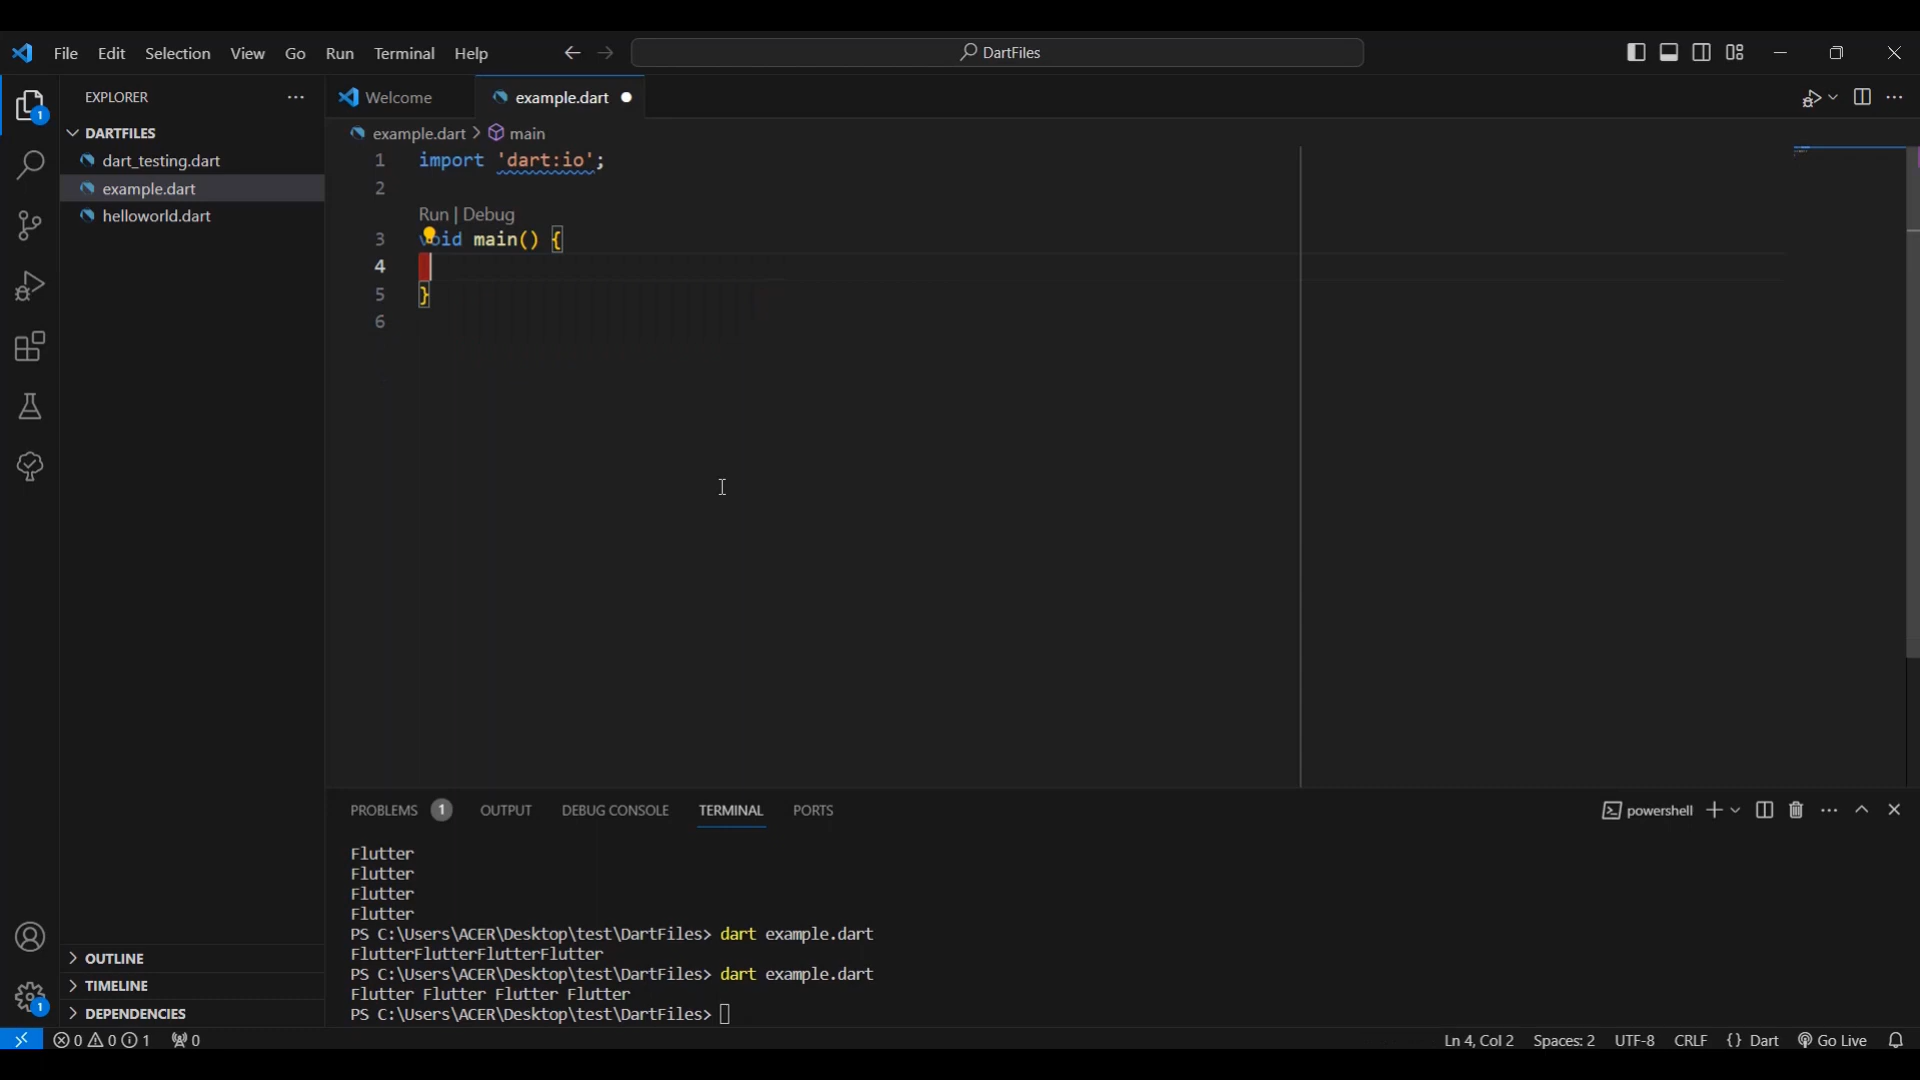 File Edit Selection View Go Run Terminal Help
DartFiles
EXPLORER
Welcome
example.dart
DARTFILES
dart_testing.dart
example.dart
helloworld.dart
example.dart > main
1 import 'dart:io';
2
Run | Debug
3 void main() {
4
5 }
6
PROBLEMS 1 OUTPUT DEBUG CONSOLE TERMINAL PORTS
powershell
Flutter
Flutter
Flutter
Flutter
PS C:\Users\ACER\Desktop\test\DartFiles> dart example.dart
FlutterFlutterFlutterFlutter
PS C:\Users\ACER\Desktop\test\DartFiles> dart example.dart
Flutter Flutter Flutter Flutter
PS C:\Users\ACER\Desktop\test\DartFiles>
1
1
OUTLINE
TIMELINE
DEPENDENCIES
0 0 1 0
Ln 4, Col 2 Spaces: 2 UTF-8 CRLF {} Dart Go Live